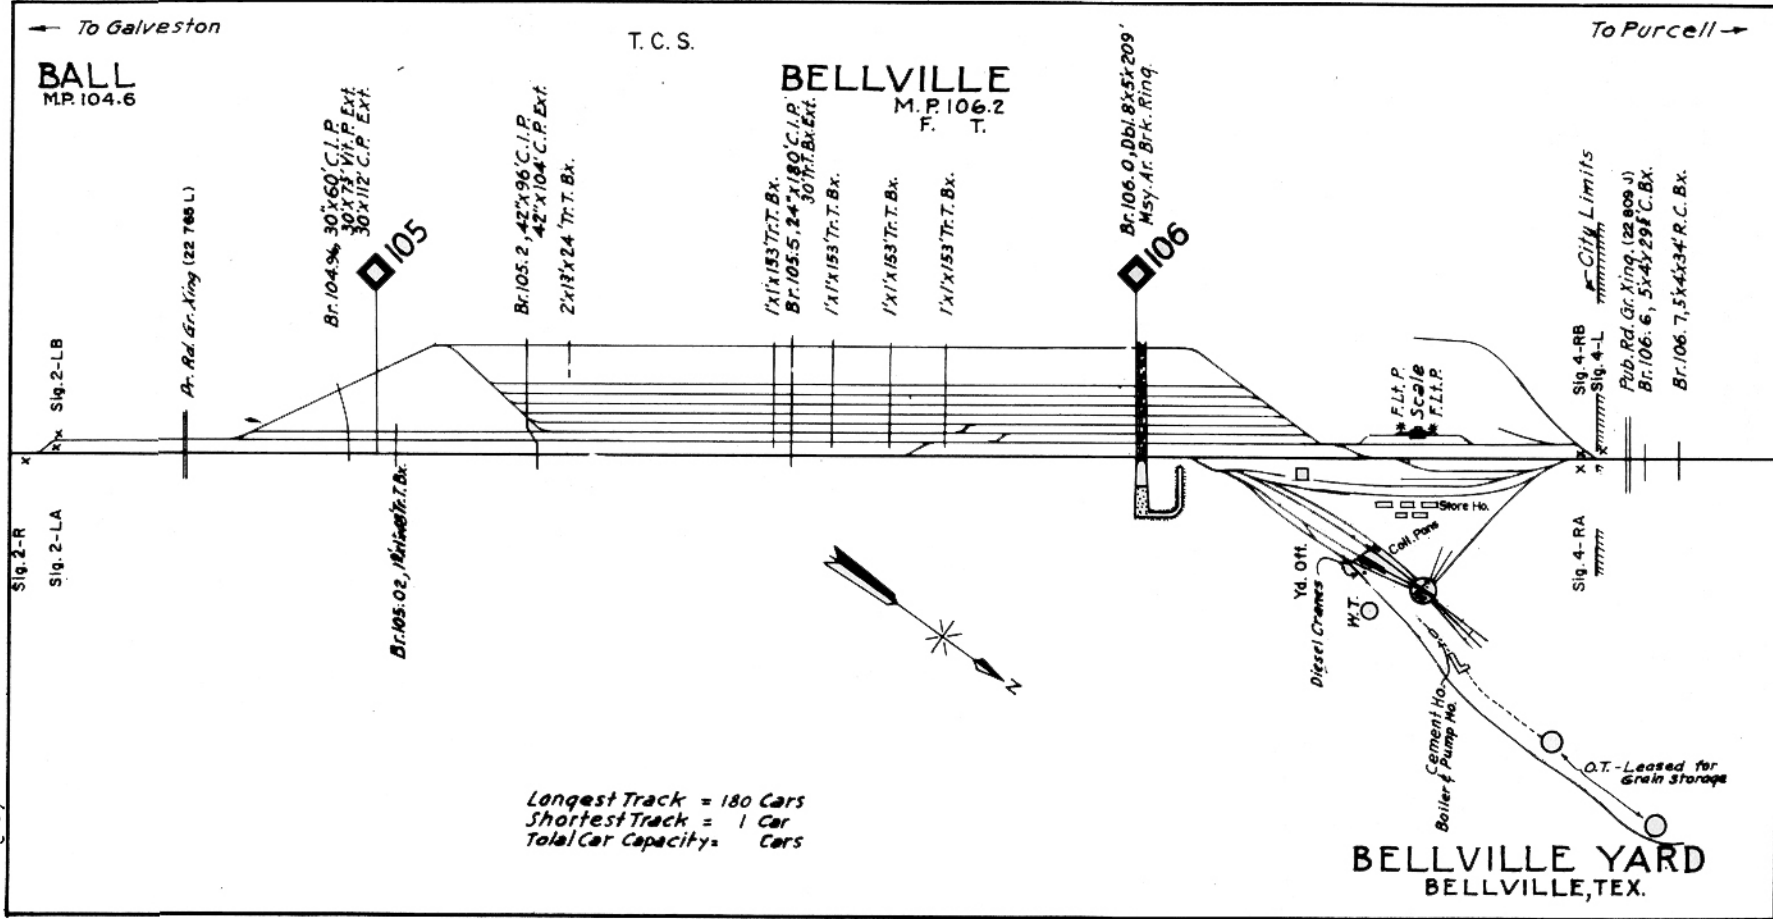 ← To Galveston
T. C. S.
To Purcell →
BALL
M.P. 104.6
BELLVILLE
M. P. 106.2
F. T.
Sig. 2-LB
Pr. Rd. Gr. Xing (22 765 L)
30"x60' C.I.P.
30"x73' Vit. P. Ext.
30"x112' C.P. Ext.
105
Br. 105.2, 42"x96' C.I.P.
42"x104' C.P. Ext.
1'x1'x153' Tr. T. Bx.
Br. 105.5, 24"x180' C.I.P.
30' Tr. T. Bx. Ext.
1'x1'x153' Tr. T. Bx.
1'x1'x153' Tr. T. Bx.
1'x1'x153' Tr. T. Bx.
Br. 106.0, Dbl. 8'x5'x209'
Msy. Ar. Brk. Ring.
106
City Limits
Sig. 4-RB
Sig. 4-L
Pub. Rd. Gr. Xing. (22 809 J)
Br. 106.6, 5'x4'x29' C. Bx.
Br. 106.7, 5'x4'x34' R.C. Bx.
F. Lt. P.
Scale
F. Lt. P.
Sig. 2-R
Sig. 2-LA
Br. 105.02,
Tr. T. Bx.
N
Store Ho.
Coll. Pans
Yd. Off.
Diesel Cranes
W. T.
Sig. 4-RA
Cement Ho.
Boiler & Pump Ho.
O.T. - Leased for
Grain Storage
Longest Track = 180 Cars
Shortest Track = 1 Car
Total Car Capacity = Cars
BELLVILLE YARD
BELLVILLE, TEX.